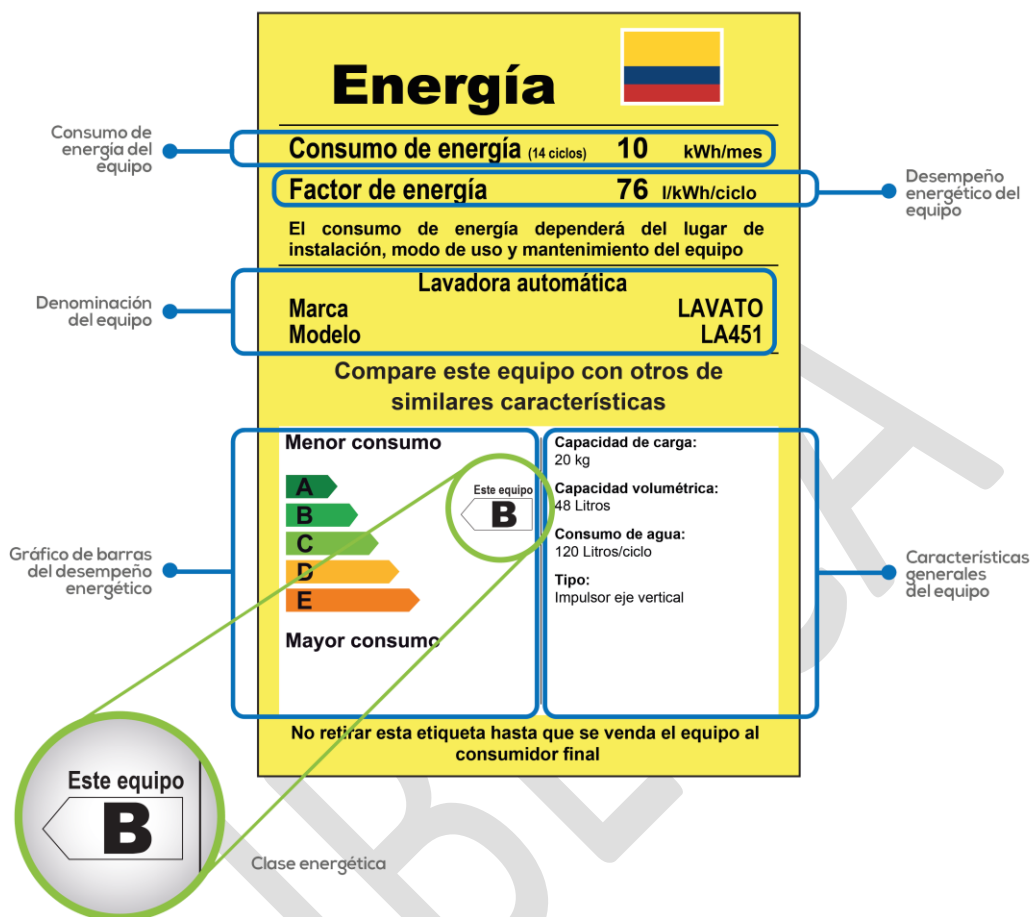 Energía
Consumo de
energía del
equipo
Consumo de energía (14 ciclos) 10 kWh/mes
Factor de energía 76 l/kWh/ciclo
Desempeño
energético del
equipo
El consumo de energía dependerá del lugar de
instalación, modo de uso y mantenimiento del equipo
Denominación
del equipo
Lavadora automática
Marca LAVATO
Modelo LA451
Compare este equipo con otros de
similares características
Menor consumo
A
B
C
D
E
Mayor consumo
Este equipo
B
Capacidad de carga:
20 kg
Capacidad volumétrica:
48 Litros
Consumo de agua:
120 Litros/ciclo
Tipo:
Impulsor eje vertical
Gráfico de barras
del desempeño
energético
Características
generales
del equipo
No retirar esta etiqueta hasta que se venda el equipo al
consumidor final
Este equipo
B
Clase energética